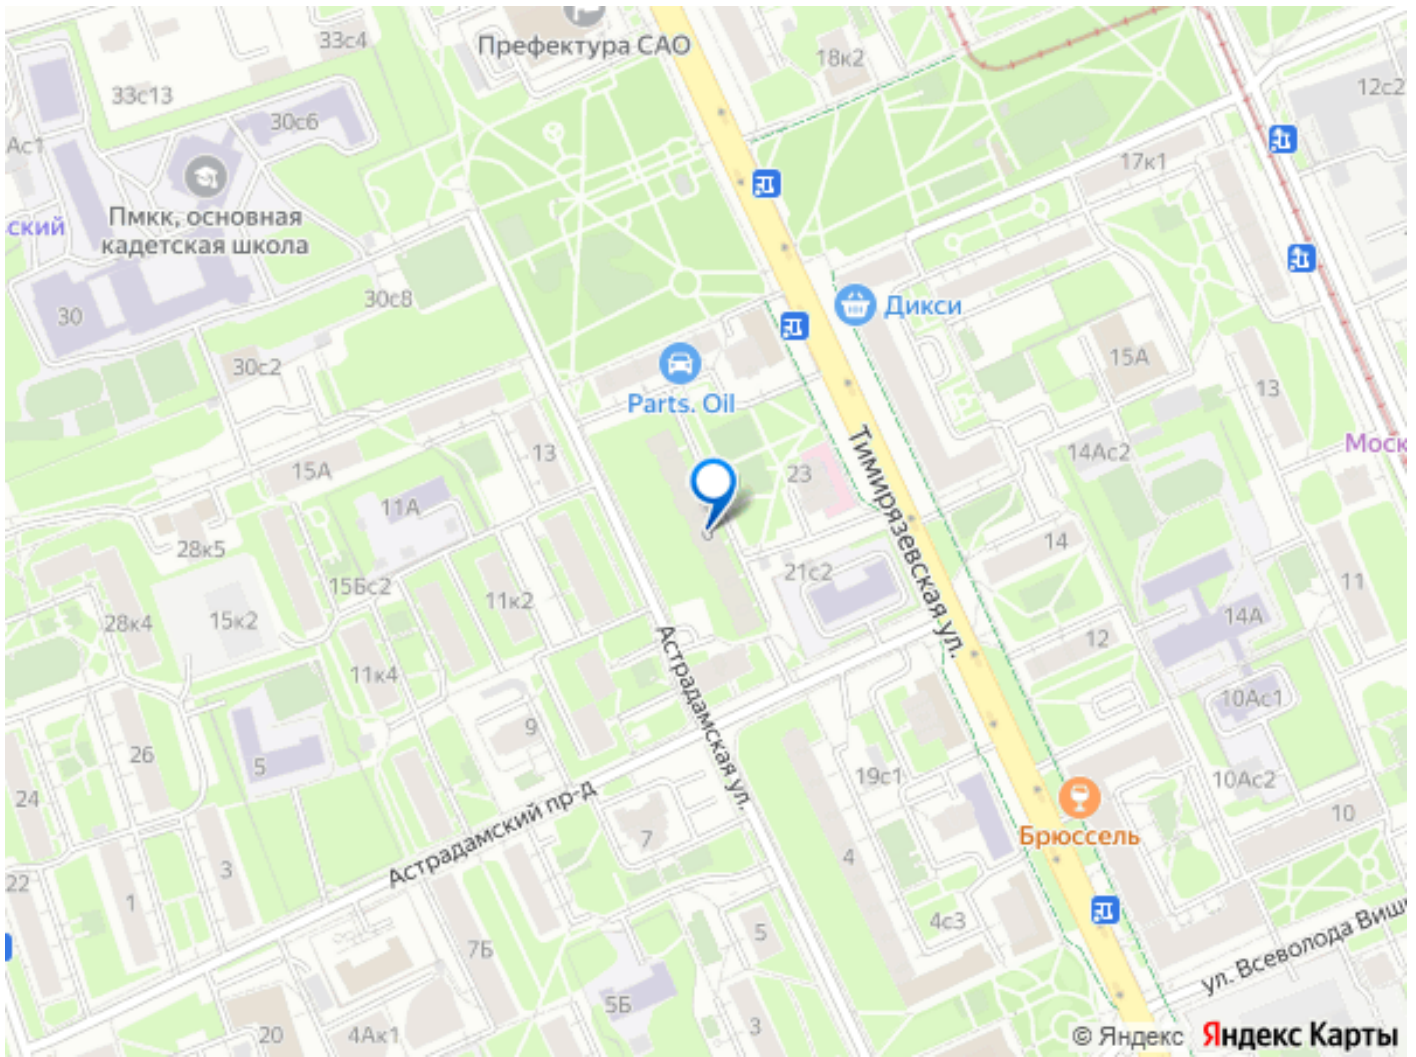 33с4
Префектура САО
18к2
33с13
12с2
30с6
Ас1
17к1
Пмкк, основная
кадетская школа
ский
30с8
30
Дикси
30с2
15А
Parts. Oil
13
13
Моск
14Ас2
15А
23
11А
Тимирязевская ул.
28к5
14
21с2
15Бс2
11
11к2
28к4
15к2
14А
12
Астрадамская ул.
11к4
10Ас1
9
26
5
19с1
10Ас2
24
Астрадамский пр-д
10
Брюссель
7
4
3
22
1
4с3
5
7Б
ул. Всеволода Виш
5Б
3
20
4Ак1
© Яндекс
Яндекс Карты